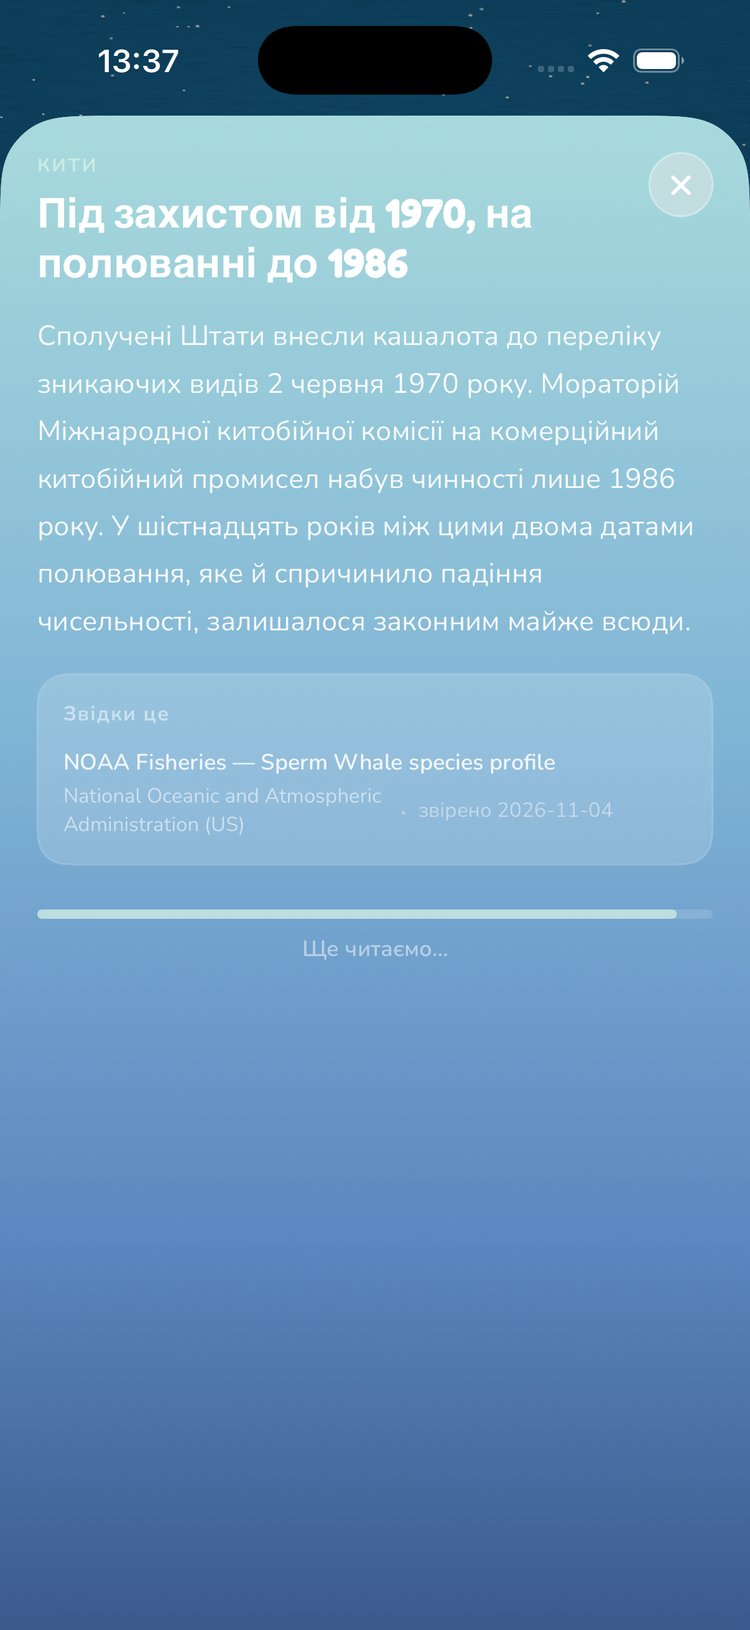 13:37
КИТИ
Під захистом від 1970, на
полюванні до 1986
Сполучені Штати внесли кашалота до переліку
зникаючих видів 2 червня 1970 року. Мораторій
Міжнародної китобійної комісії на комерційний
китобійний промисел набув чинності лише 1986
року. У шістнадцять років між цими двома датами
полювання, яке й спричинило падіння
чисельності, залишалося законним майже всюди.
Звідки це
NOAA Fisheries — Sperm Whale species profile
National Oceanic and Atmospheric
Administration (US)
· звірено 2026-11-04
Ще читаємо...